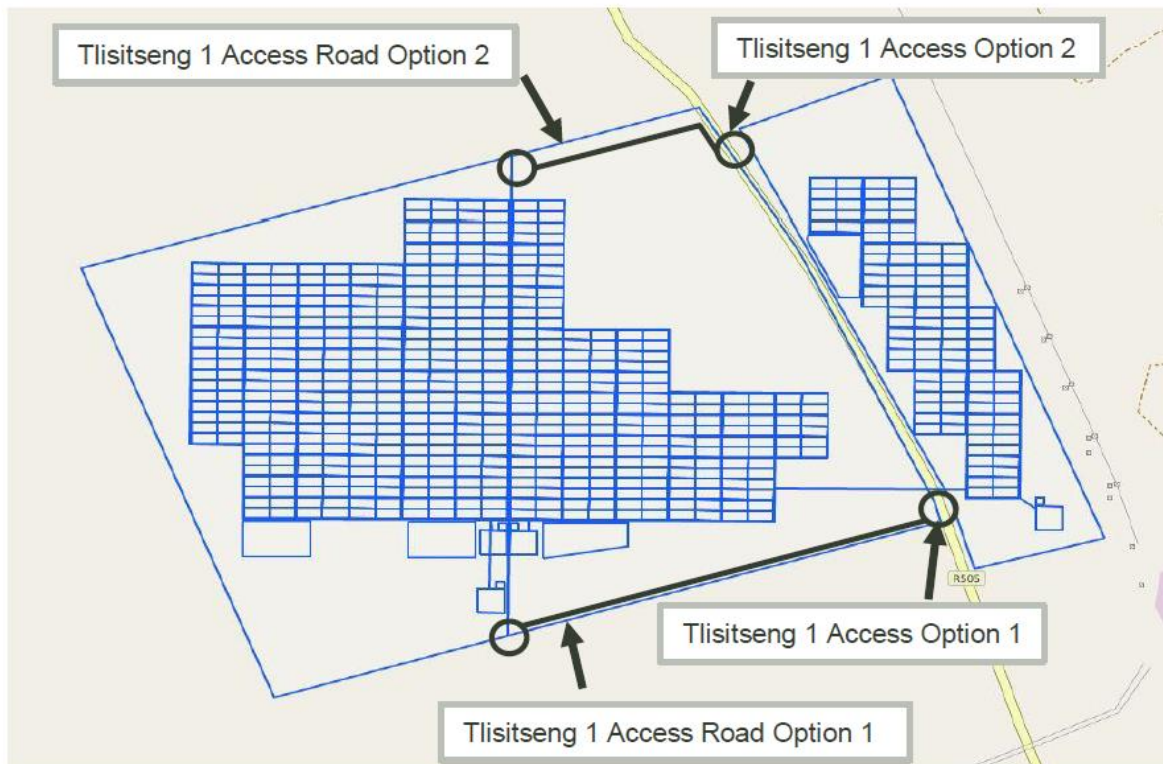 Tlisitseng 1 Access Road Option 2
Tlisitseng 1 Access Option 2
R505
Tlisitseng 1 Access Option 1
Tlisitseng 1 Access Road Option 1